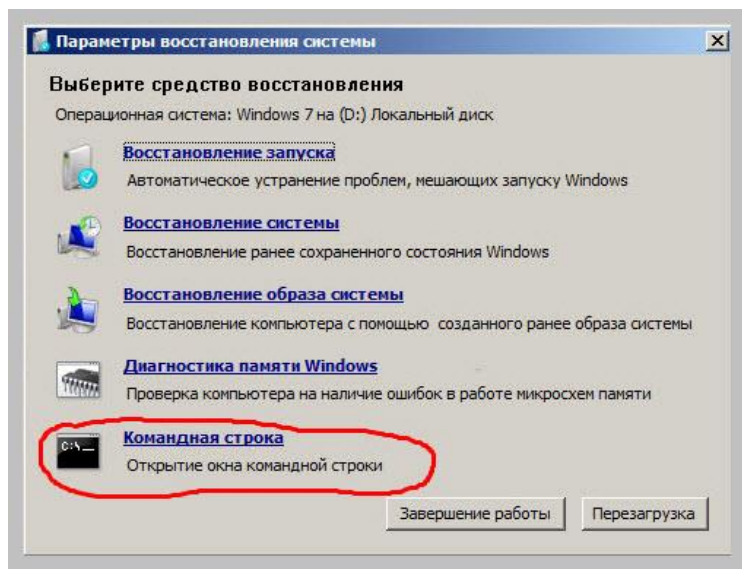 Параметры восстановления системы
Выберите средство восстановления
Операционная система: Windows 7 на (D:) Локальный диск
Восстановление запуска
Автоматическое устранение проблем, мешающих запуску Windows
Восстановление системы
Восстановление ранее сохраненного состояния Windows
Восстановление образа системы
Восстановление компьютера с помощью созданного ранее образа системы
Диагностика памяти Windows
Проверка компьютера на наличие ошибок в работе микросхем памяти
C:\_
Командная строка
Открытие окна командной строки
Завершение работы
Перезагрузка